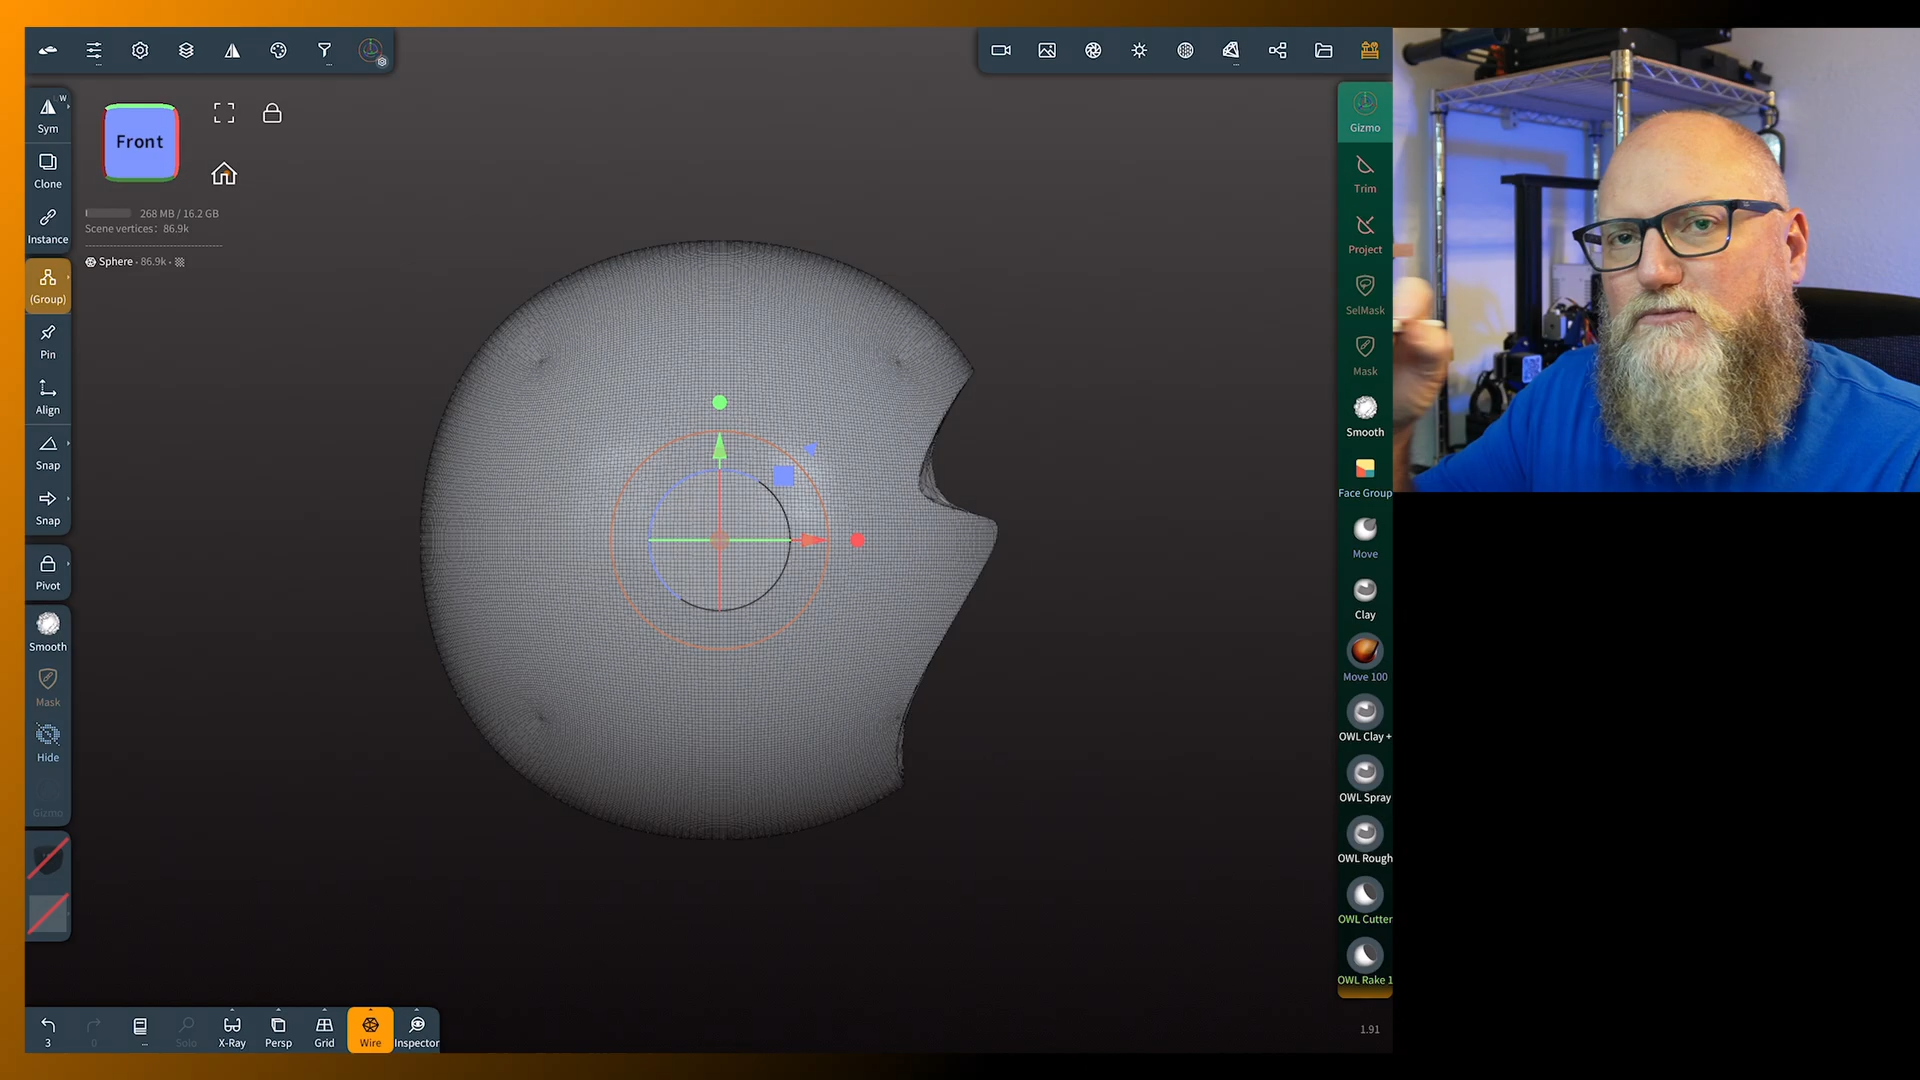 W
Sym
Front
Clone
Instance
268 MB / 16.2 GB
Scene vertices: 86.9k
Sphere · 86.9k ·
(Group)
Pin
Align
Snap
Snap
Pivot
Smooth
Mask
Hide
Gizmo
3
0
...
Solo
X-Ray
Persp
Grid
Wire
Inspector
1.91
Gizmo
Trim
Project
SelMask
Mask
Smooth
Face Group
Move
Clay
Move 100
OWL Clay +
OWL Spray
OWL Rough
OWL Cutter
OWL Rake 1